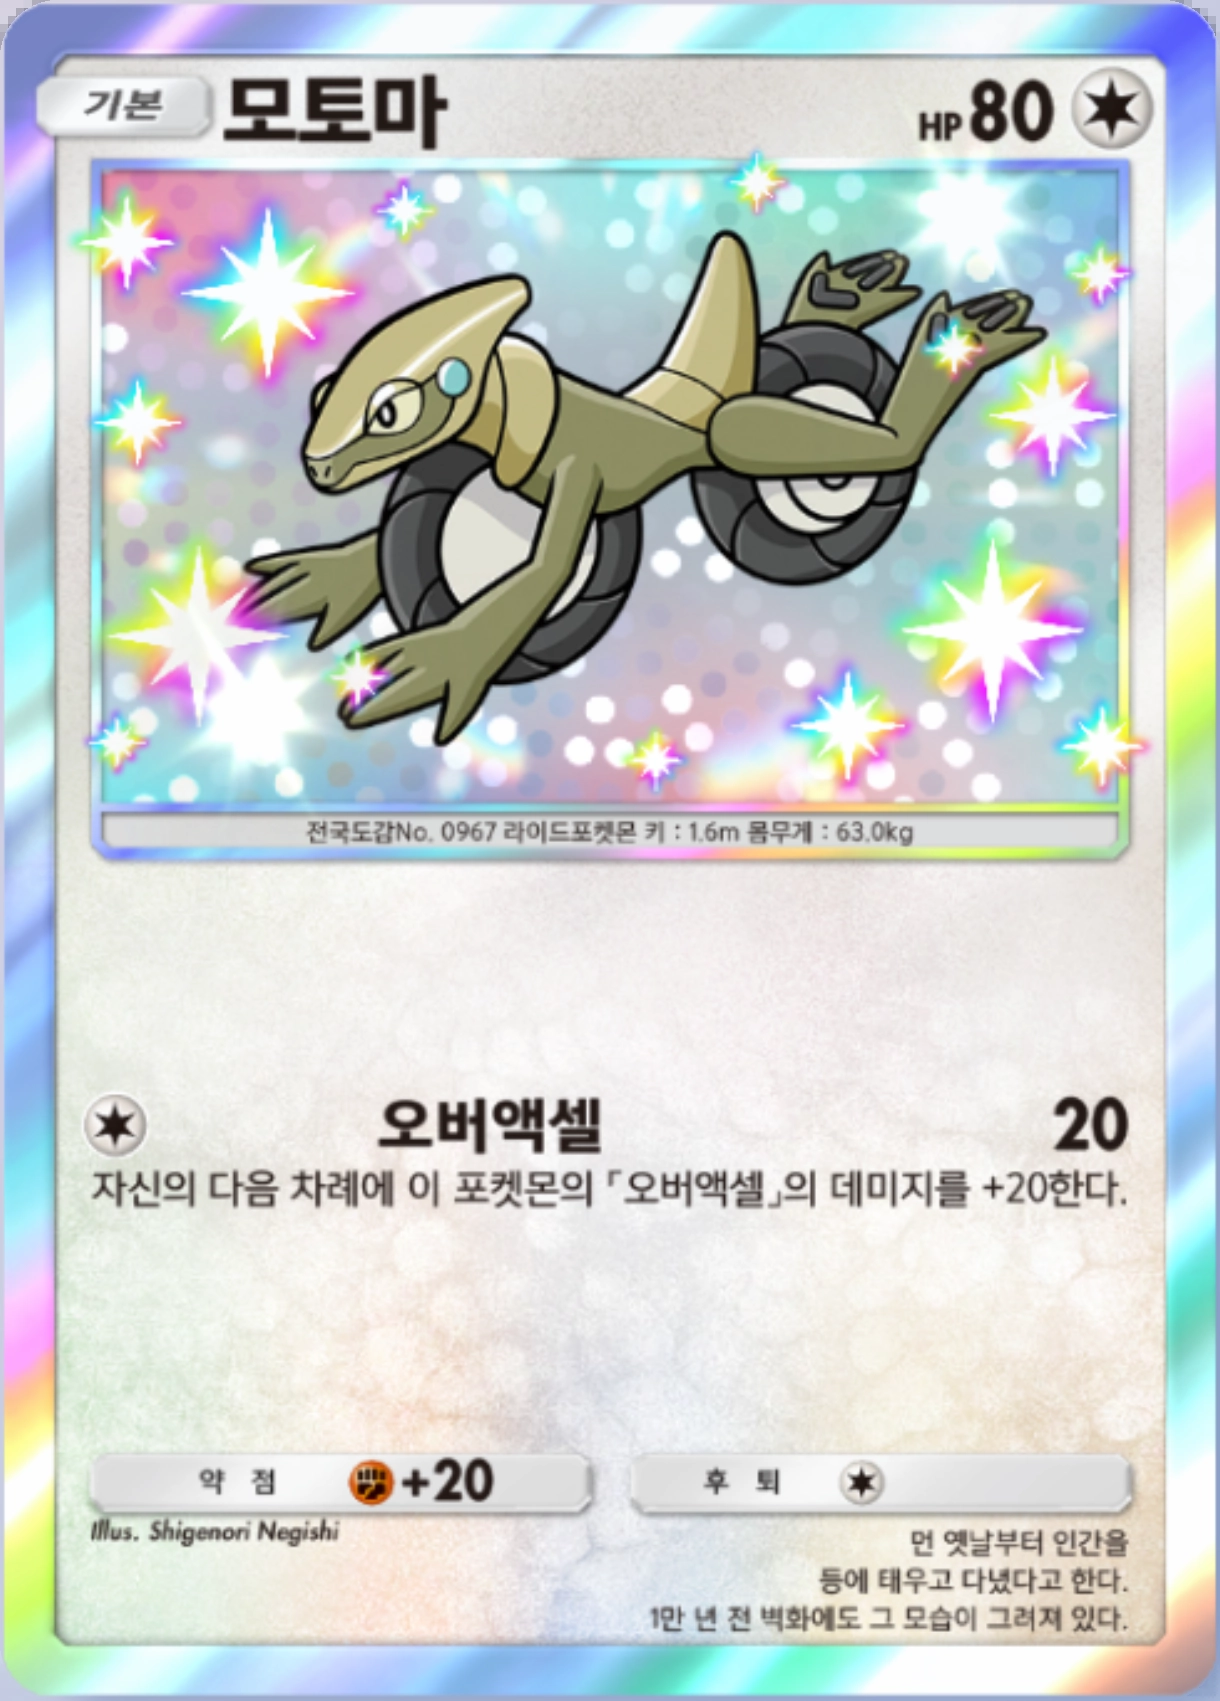 기본
모토마
HP 80
전국도감No. 0967 라이드포켓몬 키 : 1.6m 몸무게 : 63.0kg
오버액셀 20
자신의 다음 차례에 이 포켓몬의 「오버액셀」의 데미지를 +20한다.
약점 +20
후퇴
Illus. Shigenori Negishi
먼 옛날부터 인간을
등에 태우고 다녔다고 한다.
1만 년 전 벽화에도 그 모습이 그려져 있다.